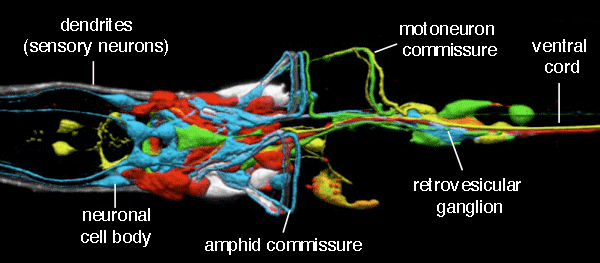 dendrites
(sensory neurons)
motoneuron
commissure
ventral
cord
neuronal
cell body
amphid commissure
retrovesicular
ganglion